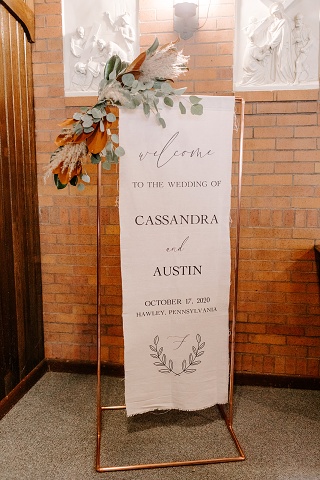 welcome
TO THE WEDDING OF
CASSANDRA
and
AUSTIN
OCTOBER 17, 2020
HAWLEY, PENNSYLVANIA
F